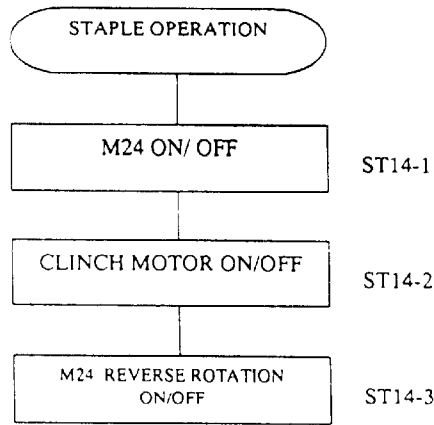 STAPLE OPERATION
M24 ON/ OFF
ST14-1
CLINCH MOTOR ON/OFF
ST14-2
M24 REVERSE ROTATION
ON/OFF
ST14-3